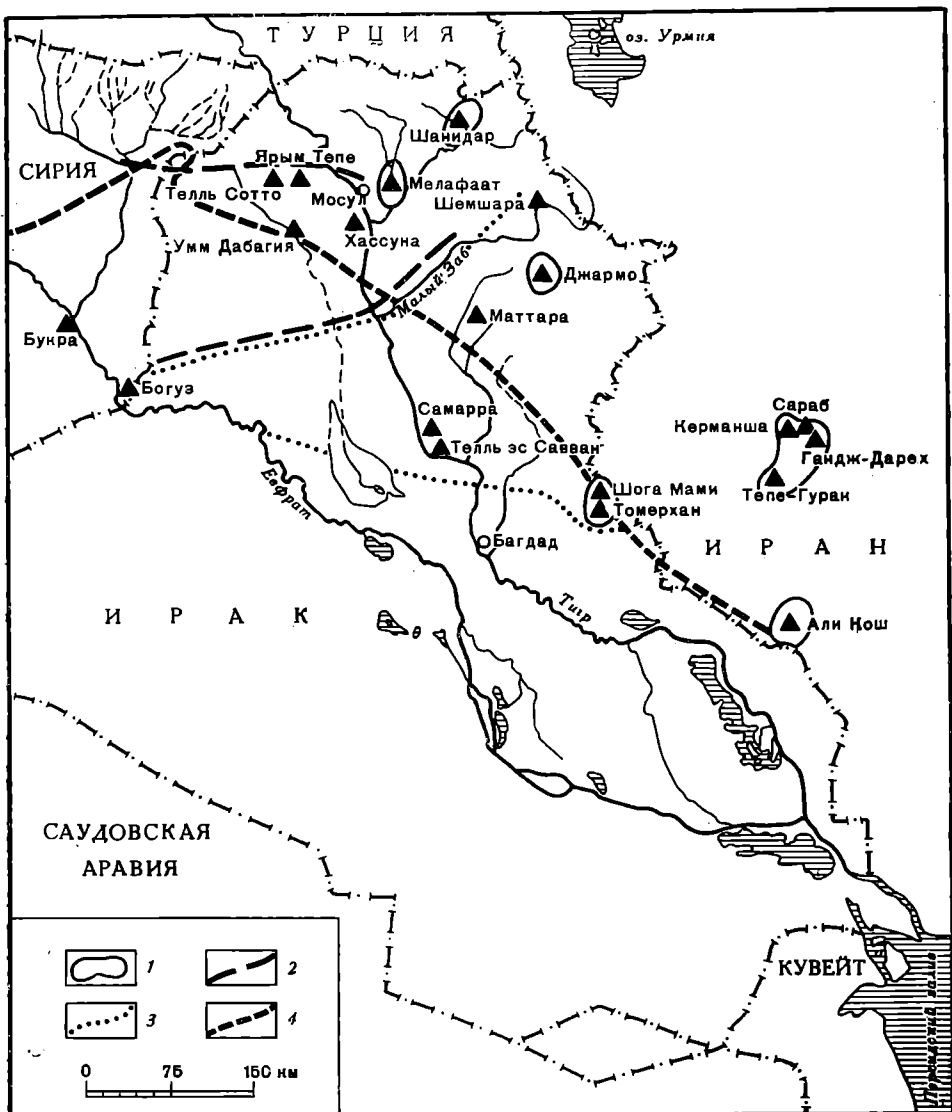 ТУРЦИЯ
оз. Урмия
Шанидар
СИРИЯ
Ярым Тепе
Телль Сотто
Мосул
Мелафаат
Шемшара
Умм Дабагия
Хассуна
Малый Заб
Джармо
Букра
Маттара
Богуз
Самарра
Сараб
Керманша
Телль эс Савван
Гандж-Дарех
Тепе-Гуран
Евфрат
Шога Мами
Томерхан
Багдад
ИРАН
ИРАК
Тигр
Али Кош
САУДОВСКАЯ
АРАВИЯ
КУВЕЙТ
Персидский залив
1
2
3
4
0 75 150 км